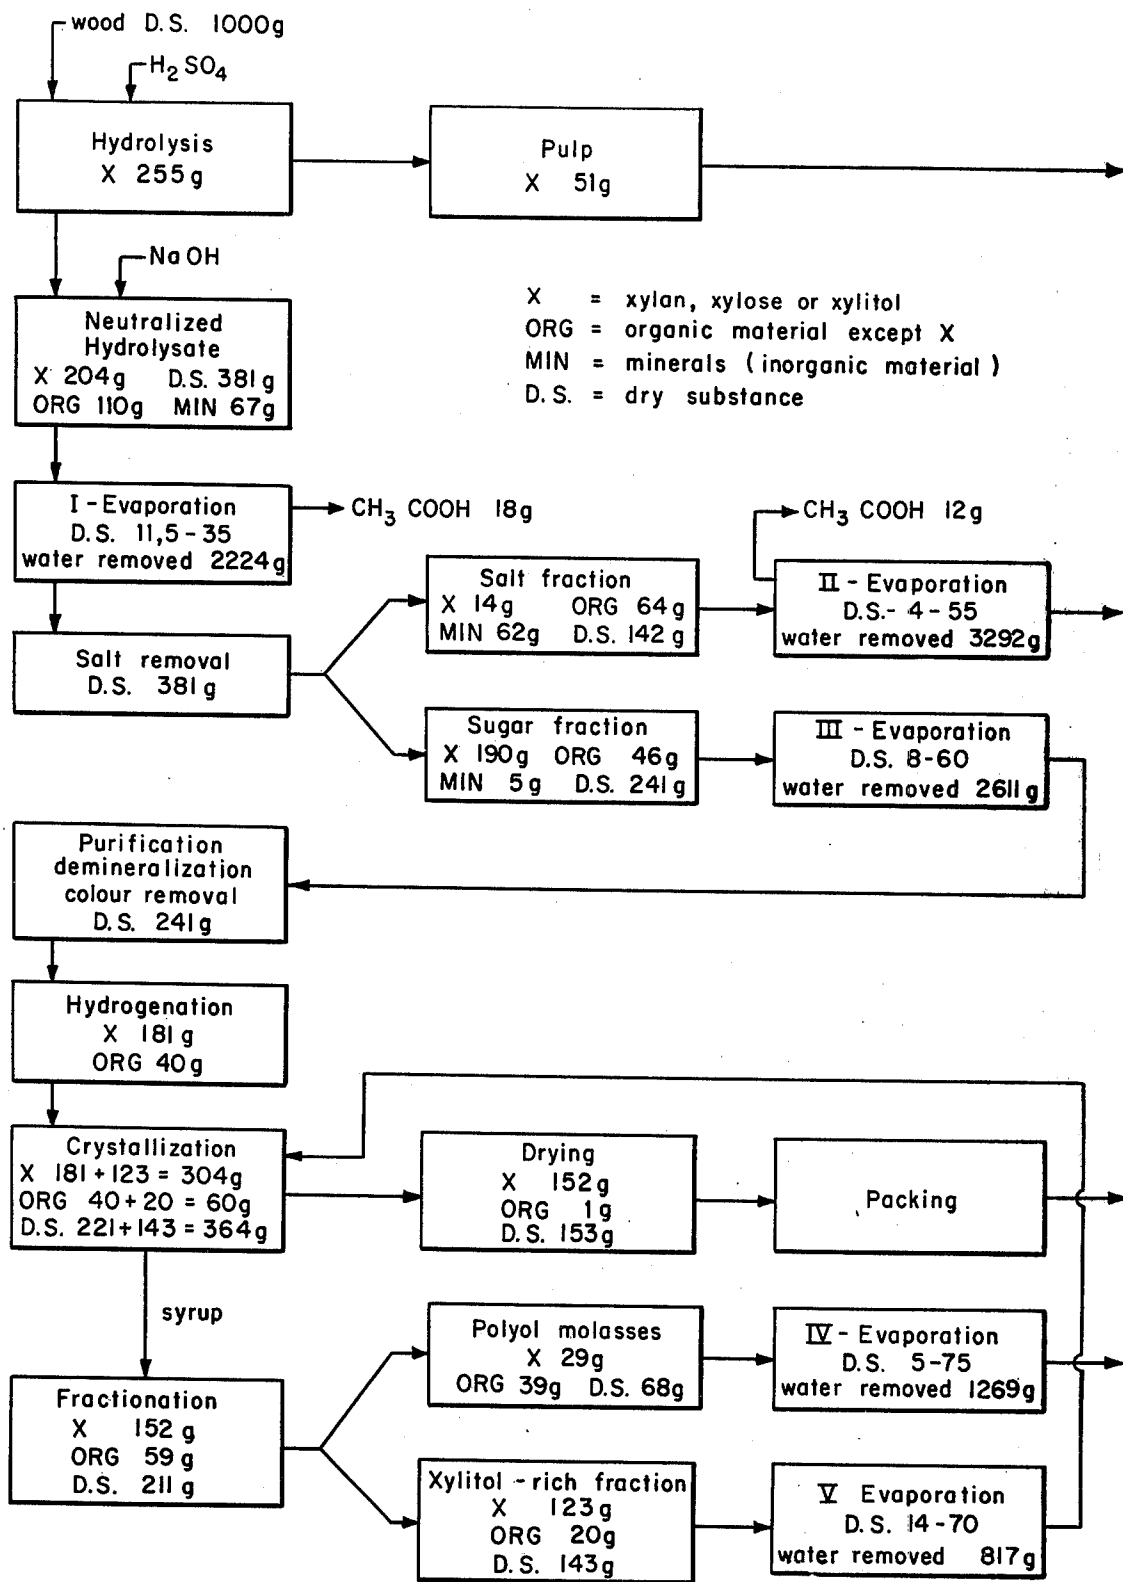 wood D.S. 1000g
H2SO4
Hydrolysis
X 255g
Pulp
X 51g
NaOH
Neutralized
Hydrolysate
X 204g D.S. 381g
ORG 110g MIN 67g
X = xylan, xylose or xylitol
ORG = organic material except X
MIN = minerals (inorganic material)
D.S. = dry substance
I-Evaporation
D.S. 11,5-35
water removed 2224g
CH3 COOH 18g
CH3 COOH 12g
Salt fraction
X 14g ORG 64g
MIN 62g D.S. 142g
II - Evaporation
D.S.- 4-55
water removed 3292g
Salt removal
D.S. 381g
Sugar fraction
X 190g ORG 46g
MIN 5g D.S. 241g
III - Evaporation
D.S. 8-60
water removed 2611g
Purification
demineralization
colour removal
D.S. 241g
Hydrogenation
X 181g
ORG 40g
Crystallization
X 181+123 = 304g
ORG 40+20 = 60g
D.S. 221+143 = 364g
Drying
X 152g
ORG 1g
D.S. 153g
Packing
syrup
Polyol molasses
X 29g
ORG 39g D.S. 68g
IV - Evaporation
D.S. 5-75
water removed 1269g
Fractionation
X 152 g
ORG 59g
D.S. 211g
Xylitol-rich fraction
X 123g
ORG 20g
D.S. 143g
V Evaporation
D.S. 14-70
water removed 817g